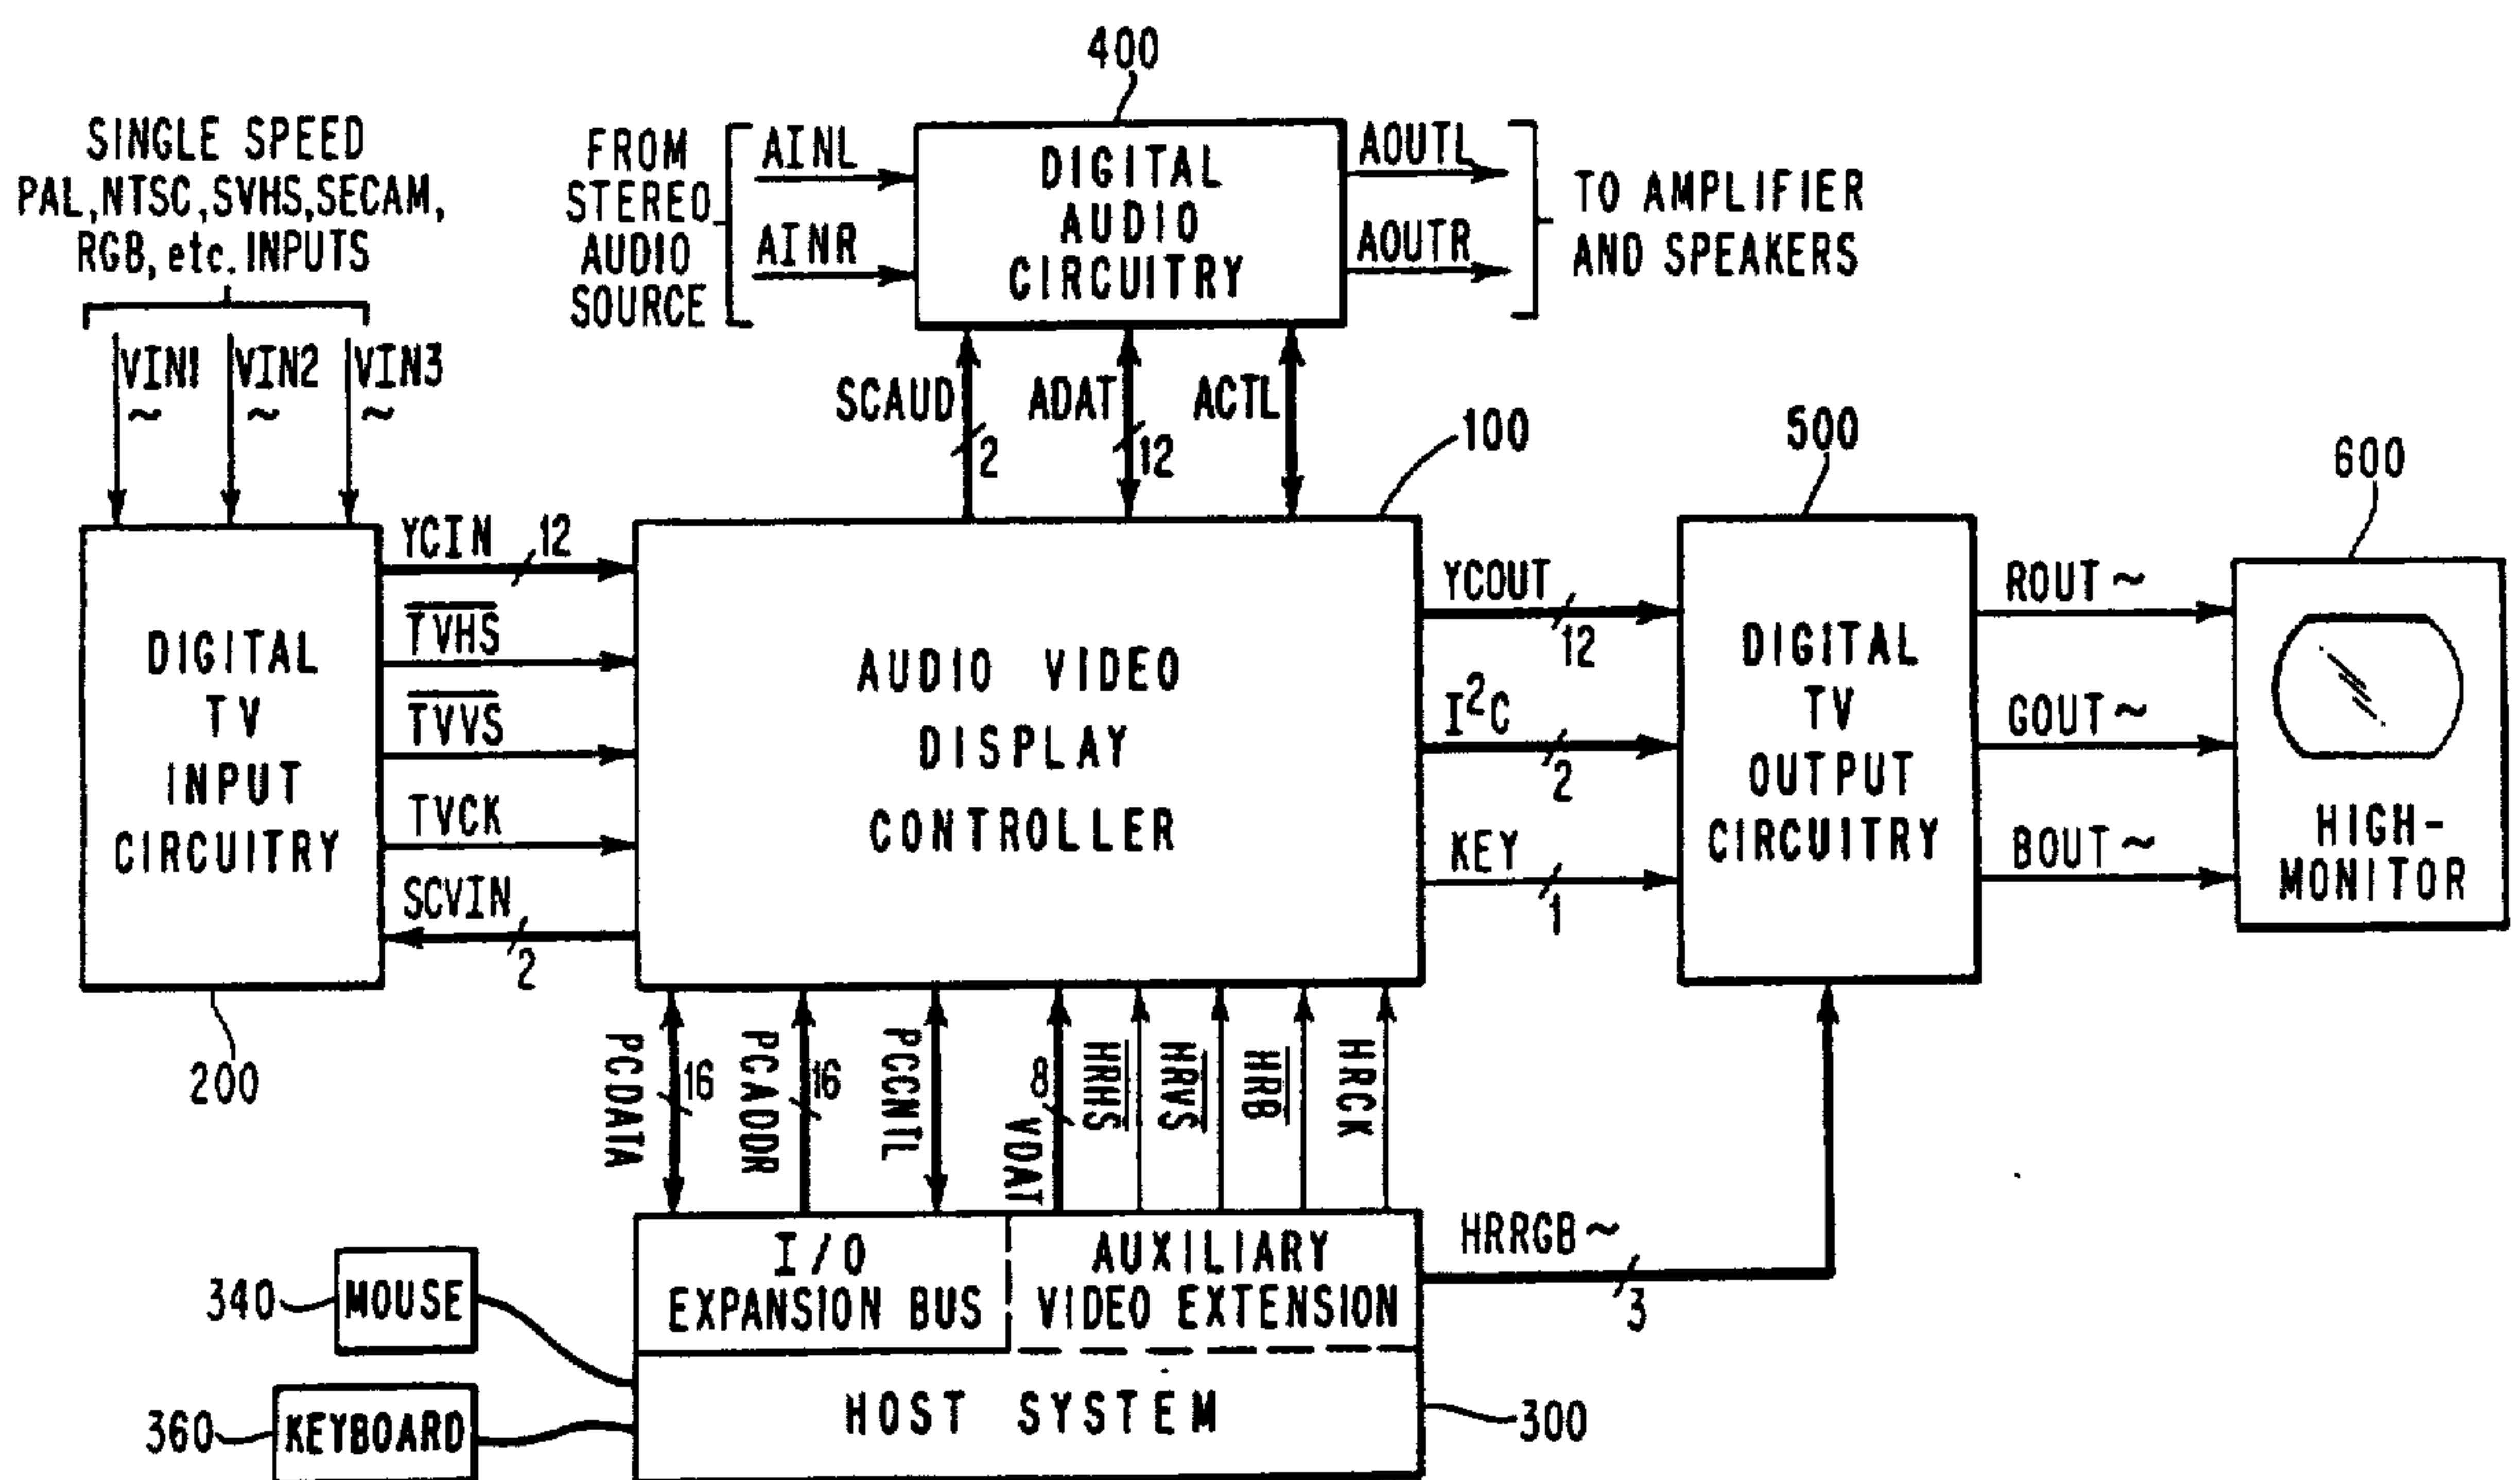 400
SINGLE SPEED
PAL,NTSC,SVHS,SECAM,
RGB, etc. INPUTS
VIN1
~
VIN2
~
VIN3
~
FROM
STEREO
AUDIO
SOURCE
AINL
AINR
DIGITAL
AUDIO
CIRCUITRY
AOUTL
AOUTR
TO AMPLIFIER
AND SPEAKERS
SCAUD
2
ADAT
12
ACTL
100
500
600
DIGITAL
TV
INPUT
CIRCUITRY
200
YCIN
12
TVHS
TVVS
TVCK
SCVIN
2
AUDIO VIDEO
DISPLAY
CONTROLLER
YCOUT
12
I²C
2
KEY
1
DIGITAL
TV
OUTPUT
CIRCUITRY
ROUT~
GOUT~
BOUT~
HIGH-
MONITOR
PCDATA
16
PCADDR
16
PCCNTL
VDAT
8
HRHS
HRVS
HRB
HRCK
I/O
EXPANSION BUS
AUXILIARY
VIDEO EXTENSION
HRRGB~
3
340
MOUSE
360
KEYBOARD
HOST SYSTEM
300